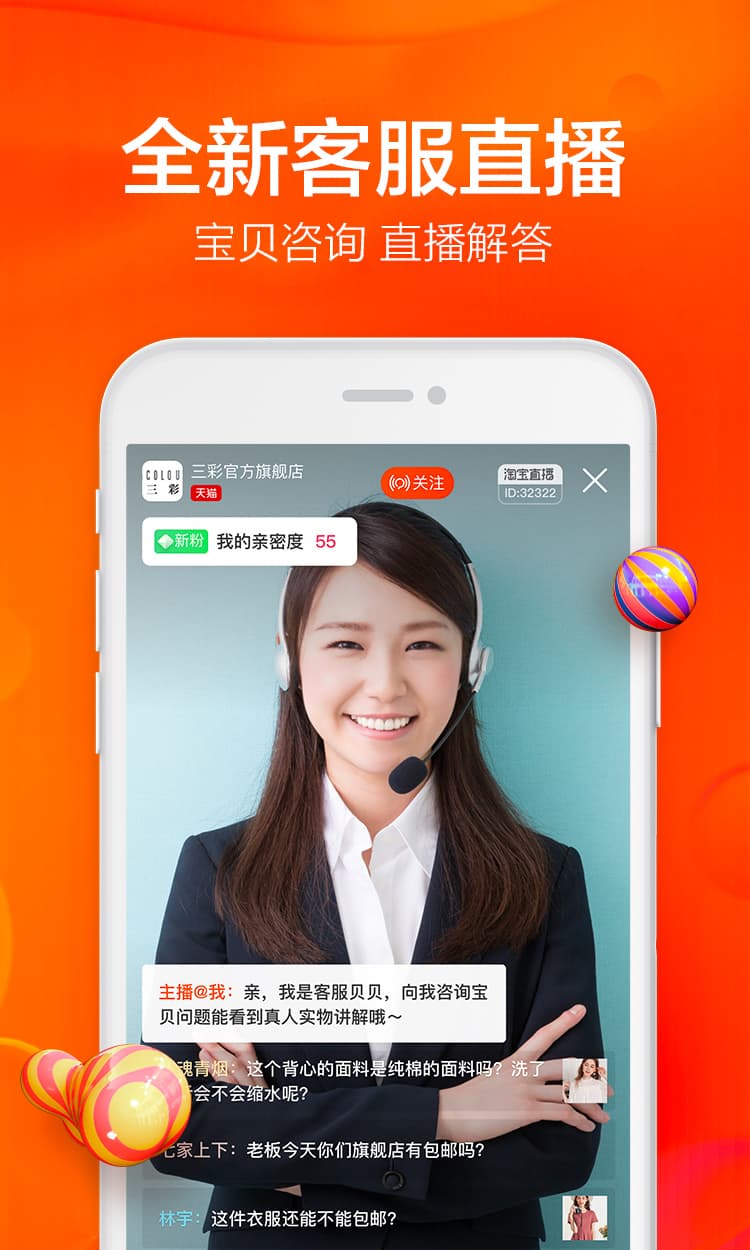 全新客服直播
宝贝咨询 直播解答
COLOU
三彩
三彩官方旗舰店
天猫
关注
淘宝直播
ID:32322
新粉 我的亲密度 55
主播@我：亲，我是客服贝贝，向我咨询宝
贝问题能看到真人实物讲解哦～
魂青烟：这个背心的面料是纯棉的面料吗？洗了
会不会缩水呢？
七家上下：老板今天你们旗舰店有包邮吗？
林宇：这件衣服还能不能包邮？